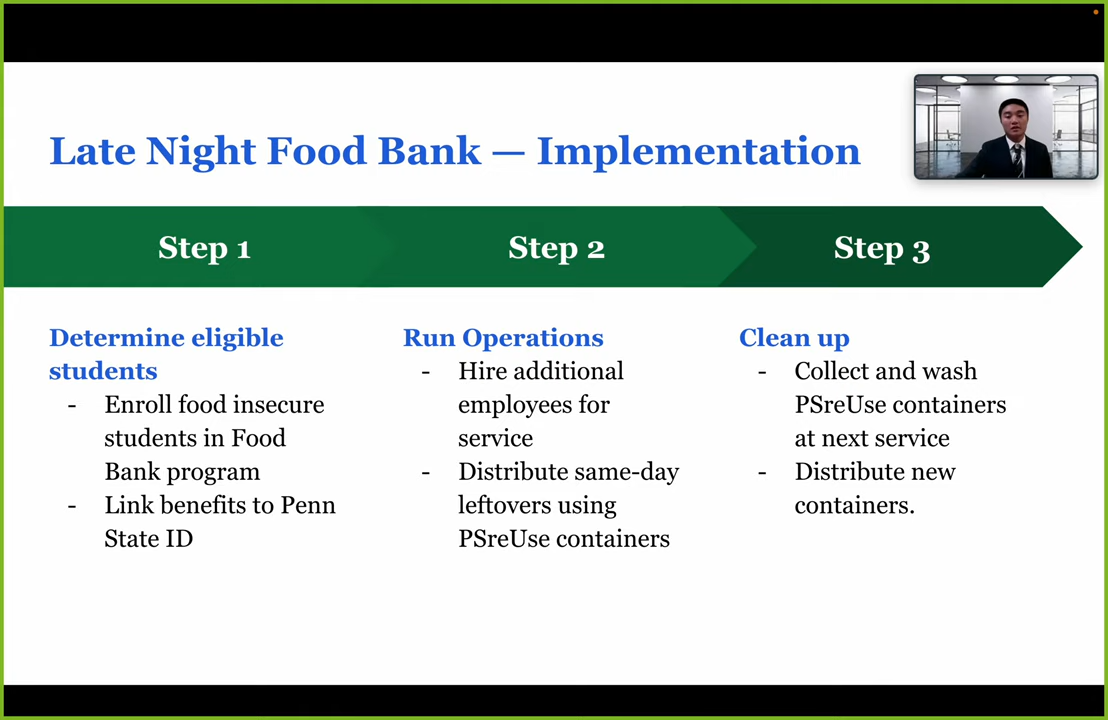 Late Night Food Bank — Implementation
Step 1
Step 2
Step 3
Determine eligible
students
- Enroll food insecure
students in Food
Bank program
- Link benefits to Penn
State ID
Run Operations
- Hire additional
employees for
service
- Distribute same-day
leftovers using
PSreUse containers
Clean up
- Collect and wash
PSreUse containers
at next service
- Distribute new
containers.